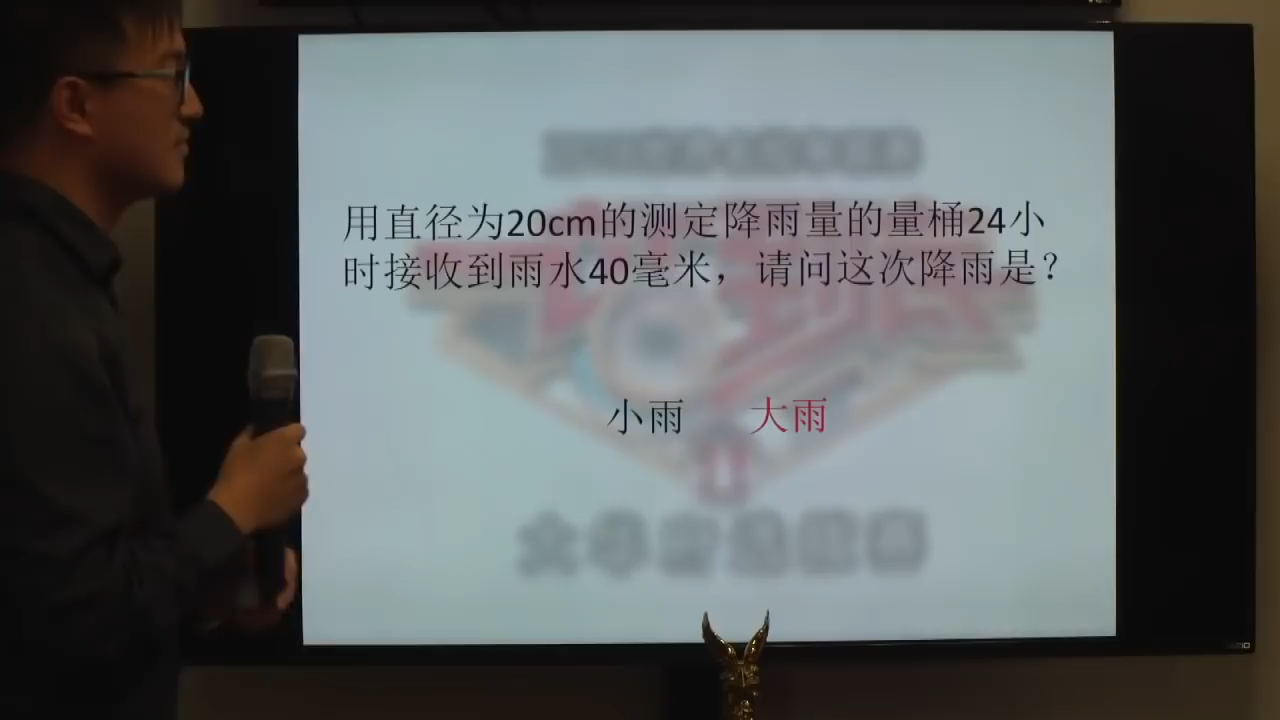 用直径为20cm的测定降雨量的量桶24小
时接收到雨水40毫米，请问这次降雨是？
小雨 大雨